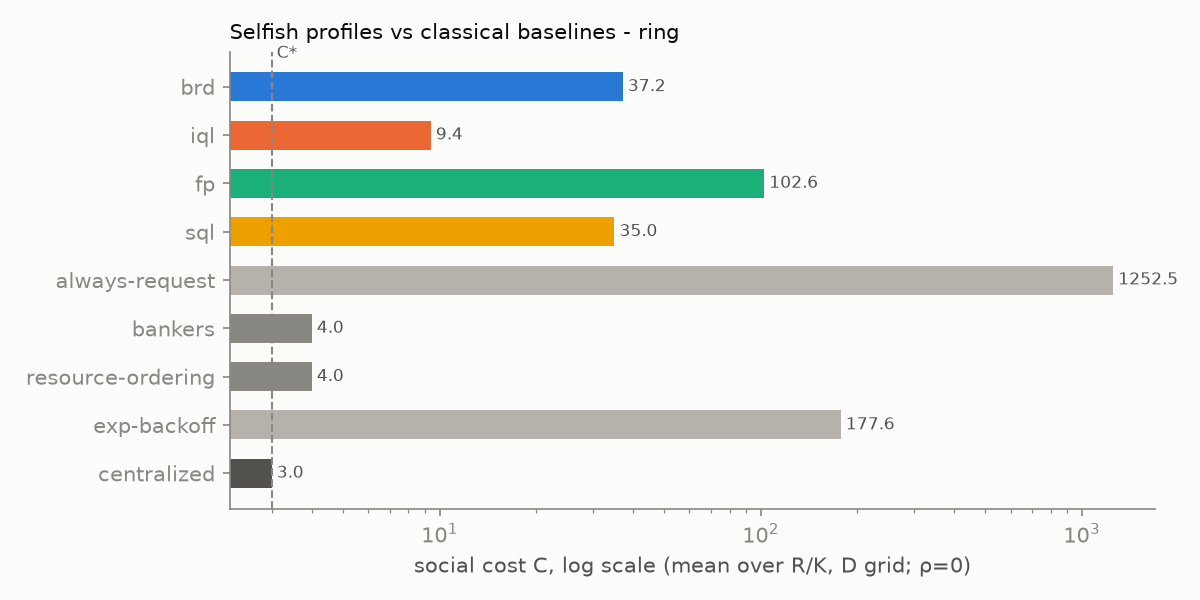 Selfish profiles vs classical baselines - ring
C*
brd 37.2
iql 9.4
fp 102.6
sql 35.0
always-request 1252.5
bankers 4.0
resource-ordering 4.0
exp-backoff 177.6
centralized 3.0
10¹ 10² 10³
social cost C, log scale (mean over R/K, D grid; ρ=0)